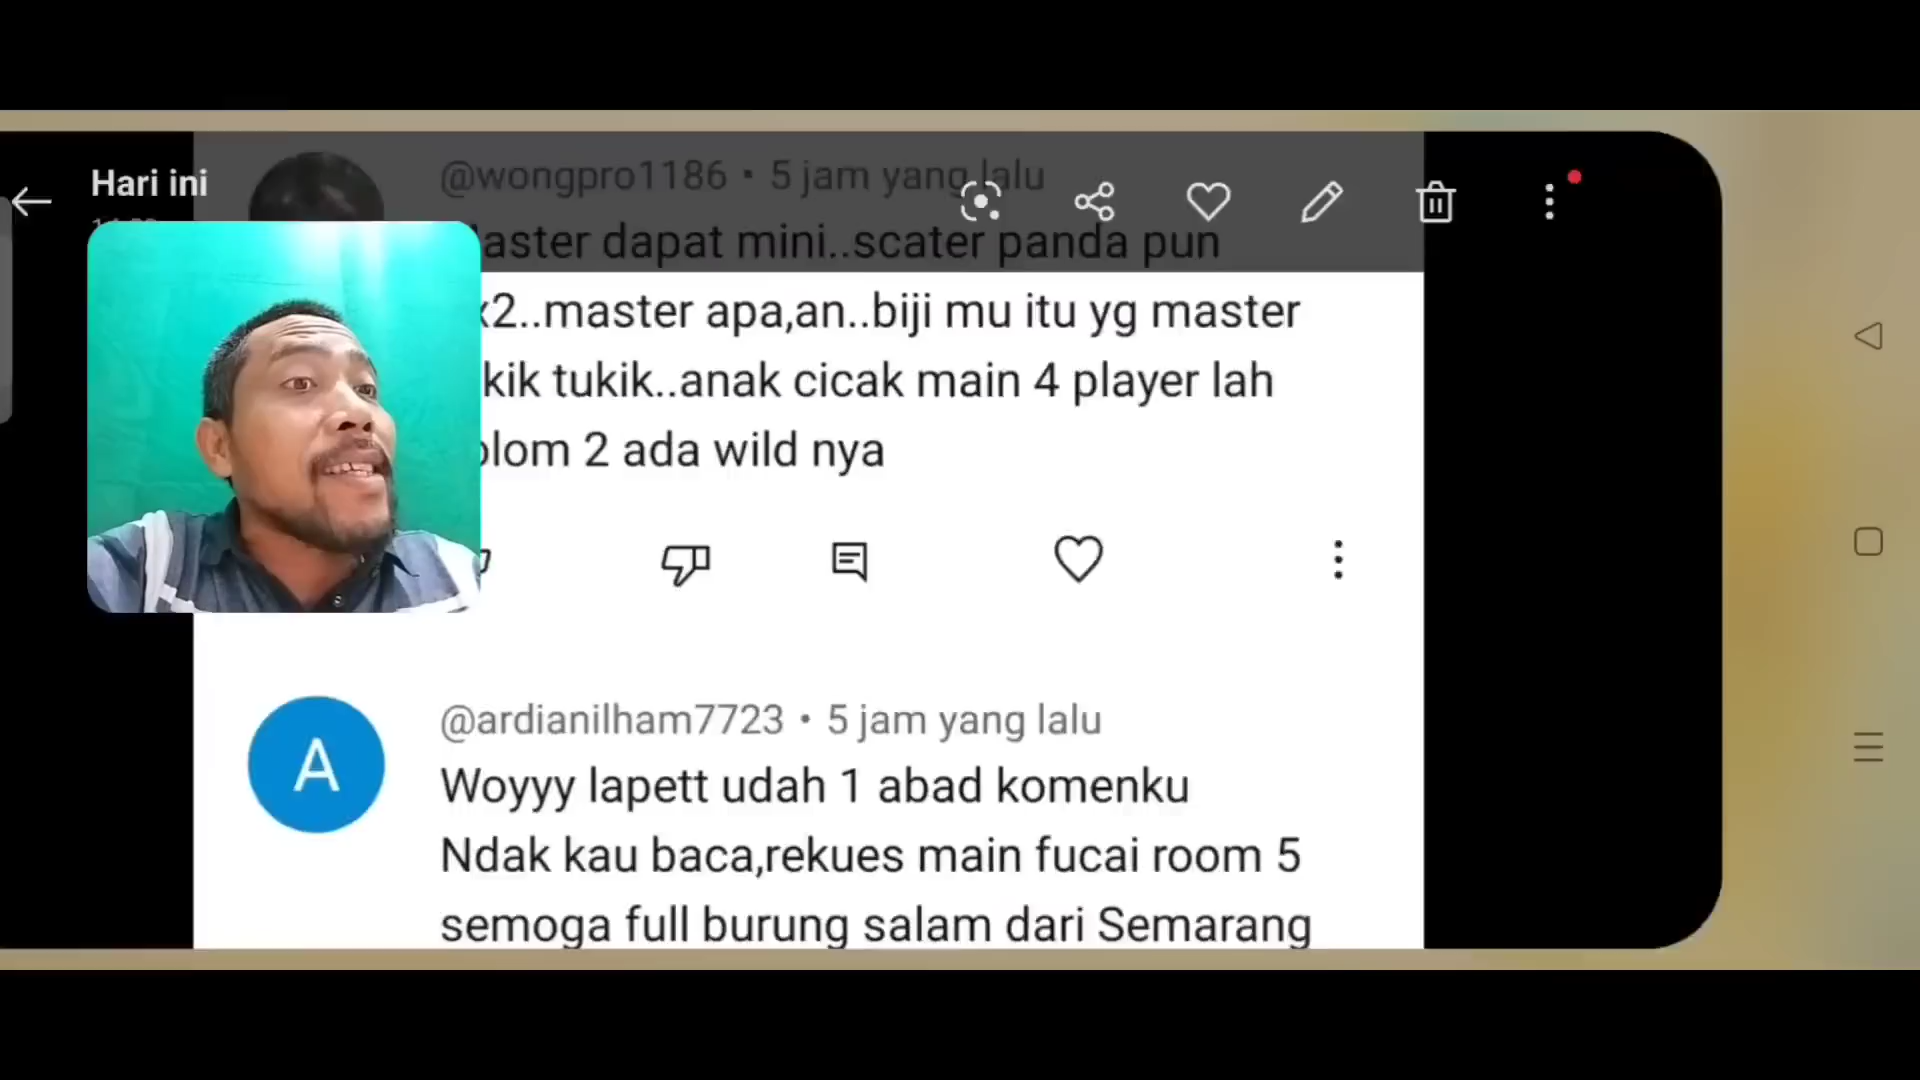 Hari ini
@wongpro1186 • 5 jam yang lalu
aster dapat mini..scater panda pun
x2..master apa,an..biji mu itu yg master
kik tukik..anak cicak main 4 player lah
olom 2 ada wild nya
@ardianilham7723 • 5 jam yang lalu
A
Woyyy lapett udah 1 abad komenku
Ndak kau baca,rekues main fucai room 5
semoga full burung salam dari Semarang